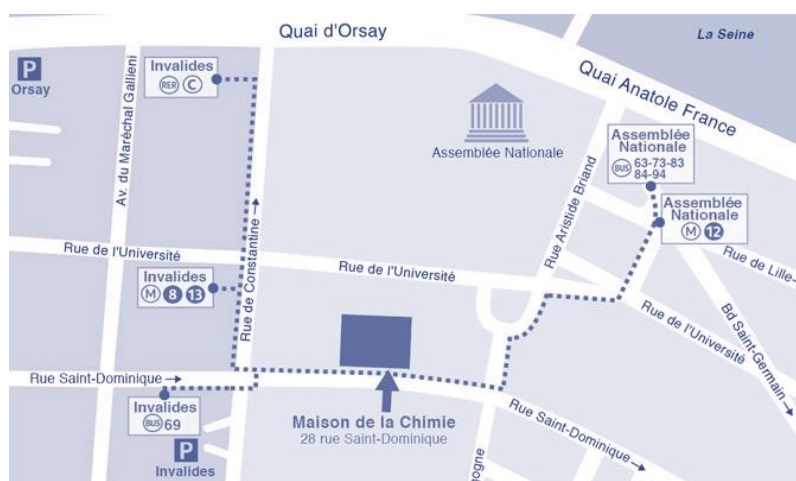 Quai d'Orsay
La Seine
Quai Anatole France
P
Orsay
Av. du Maréchal Gallieni
Invalides
RER C
Assemblée Nationale
Assemblée
Nationale
BUS 63-73-83
84-94
Assemblée
Nationale
M 12
Rue Aristide Briand
Rue de Constantine →
Rue de l'Université
Rue de l'Université
Rue de Lille
Invalides
M 8 13
Rue de l'Université →
Bd Saint-Germain →
Rue Saint-Dominique →
Invalides
BUS 69
Maison de la Chimie
28 rue Saint-Dominique
Rue Saint-Dominique →
P
Invalides
ogne